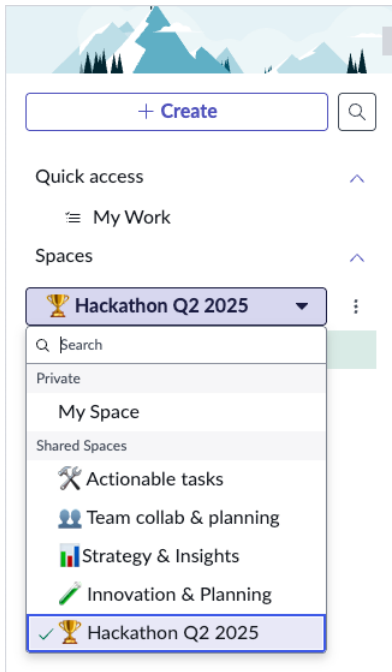 + Create
Quick access
My Work
Spaces
Hackathon Q2 2025
Search
Private
My Space
Shared Spaces
Actionable tasks
Team collab & planning
Strategy & Insights
Innovation & Planning
Hackathon Q2 2025